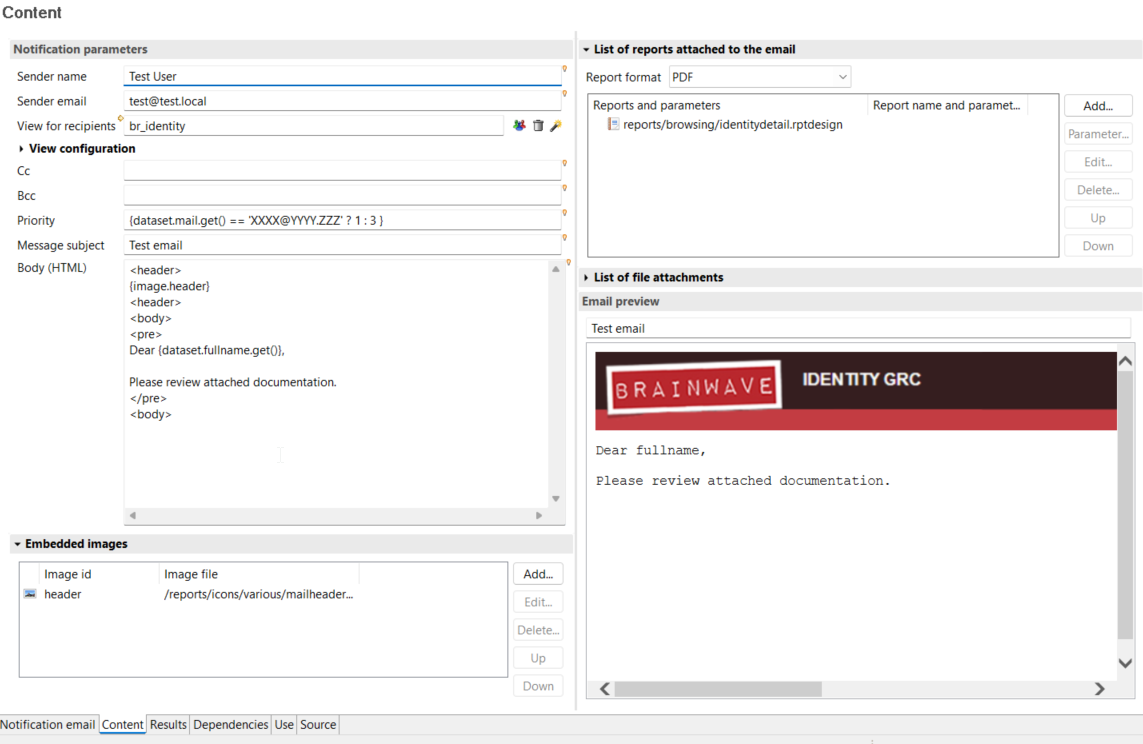 Content
Notification parameters
Sender name Test User
Sender email test@test.local
View for recipients br_identity
View configuration
Cc
Bcc
Priority {dataset.mail.get() == 'XXXX@YYYY.ZZZ' ? 1 : 3 }
Message subject Test email
Body (HTML)
<header>
{image.header}
<header>
<body>
<pre>
Dear {dataset.fullname.get()},
Please review attached documentation.
</pre>
<body>
Embedded images
Image id Image file
header /reports/icons/various/mailheader...
Add...
Edit...
Delete...
Up
Down
List of reports attached to the email
Report format PDF
Reports and parameters Report name and paramet...
reports/browsing/identitydetail.rptdesign
Add...
Parameter...
Edit...
Delete...
Up
Down
List of file attachments
Email preview
Test email
BRAINWAVE IDENTITY GRC
Dear fullname,
Please review attached documentation.
Notification email Content Results Dependencies Use Source